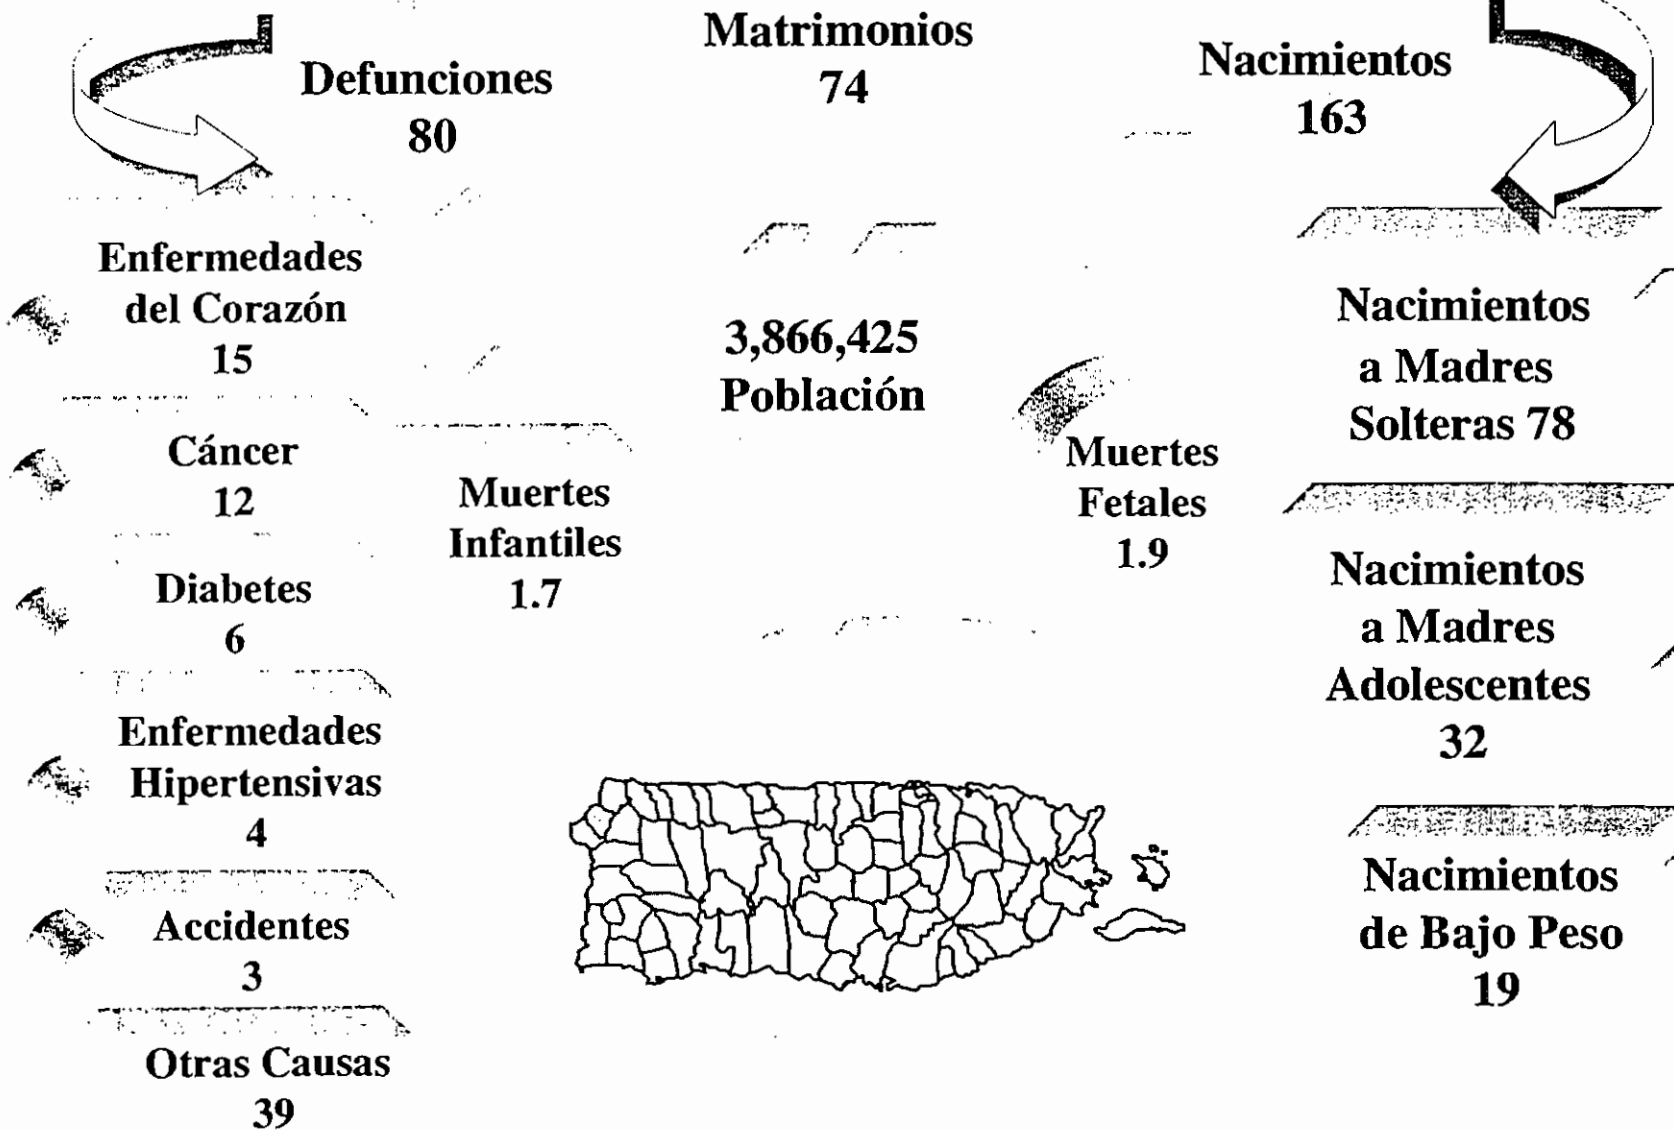 Matrimonios
74
Defunciones
80
Nacimientos
163
Enfermedades
del Corazón
15
Cáncer
12
Diabetes
6
Enfermedades
Hipertensivas
4
Accidentes
3
Otras Causas
39
Muertes
Infantiles
1.7
3,866,425
Población
Muertes
Fetales
1.9
Nacimientos
a Madres
Solteras 78
Nacimientos
a Madres
Adolescentes
32
Nacimientos
de Bajo Peso
19